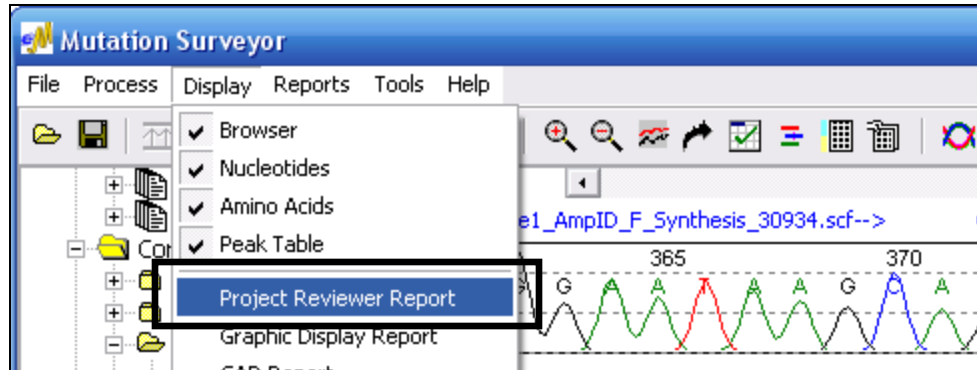 Mutation Surveyor
File Process Display Reports Tools Help
Browser
Nucleotides
Amino Acids
Peak Table
Project Reviewer Report
Graphic Display Report
e1_AmpID_F_Synthesis_30934.scf-->
365 370
G A A T A A G C A
Cor